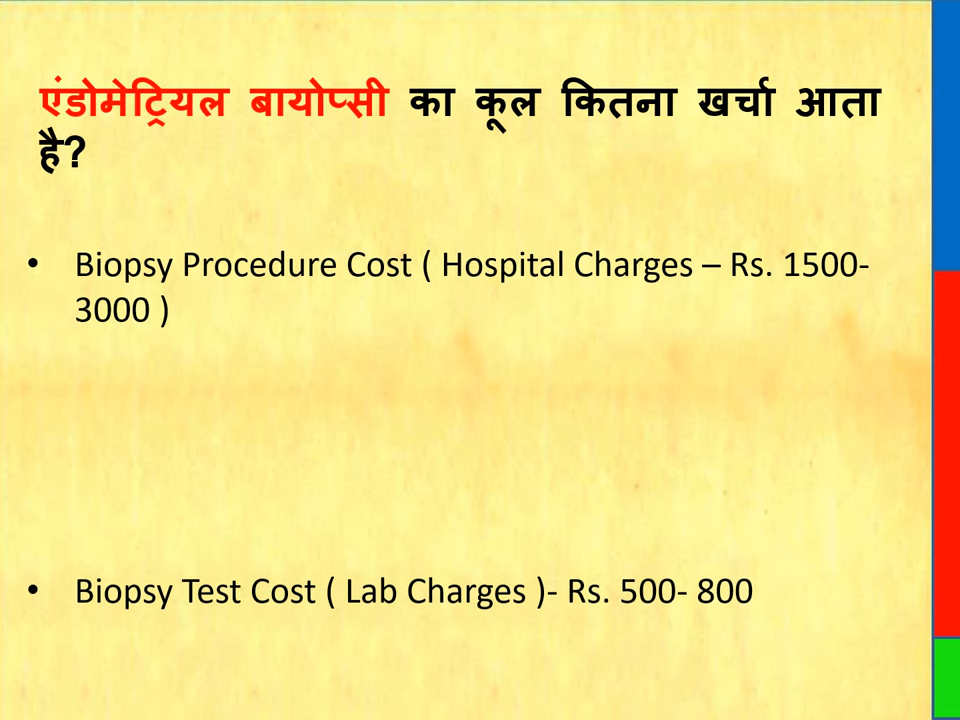 एंडोमेट्रियल बायोप्सी का कूल कितना खर्चा आता
है?
• Biopsy Procedure Cost ( Hospital Charges – Rs. 1500-
3000 )
• Biopsy Test Cost ( Lab Charges )- Rs. 500- 800